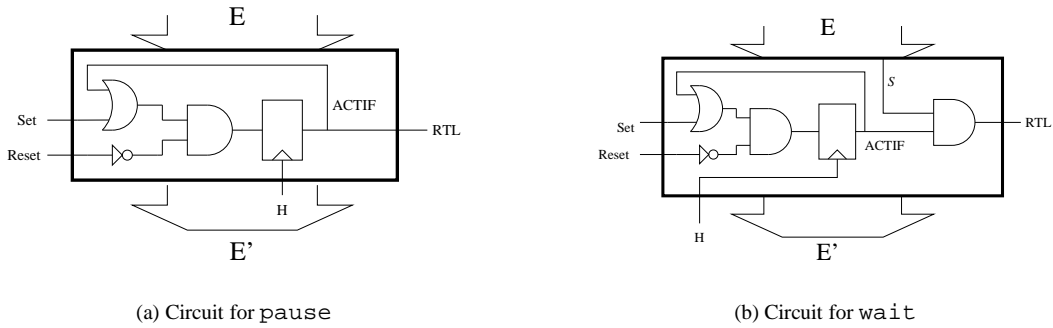 E
ACTIF
Set
RTL
Reset
H
E’
(a) Circuit for pause
E
S
Set
RTL
ACTIF
Reset
H
E’
(b) Circuit for wait